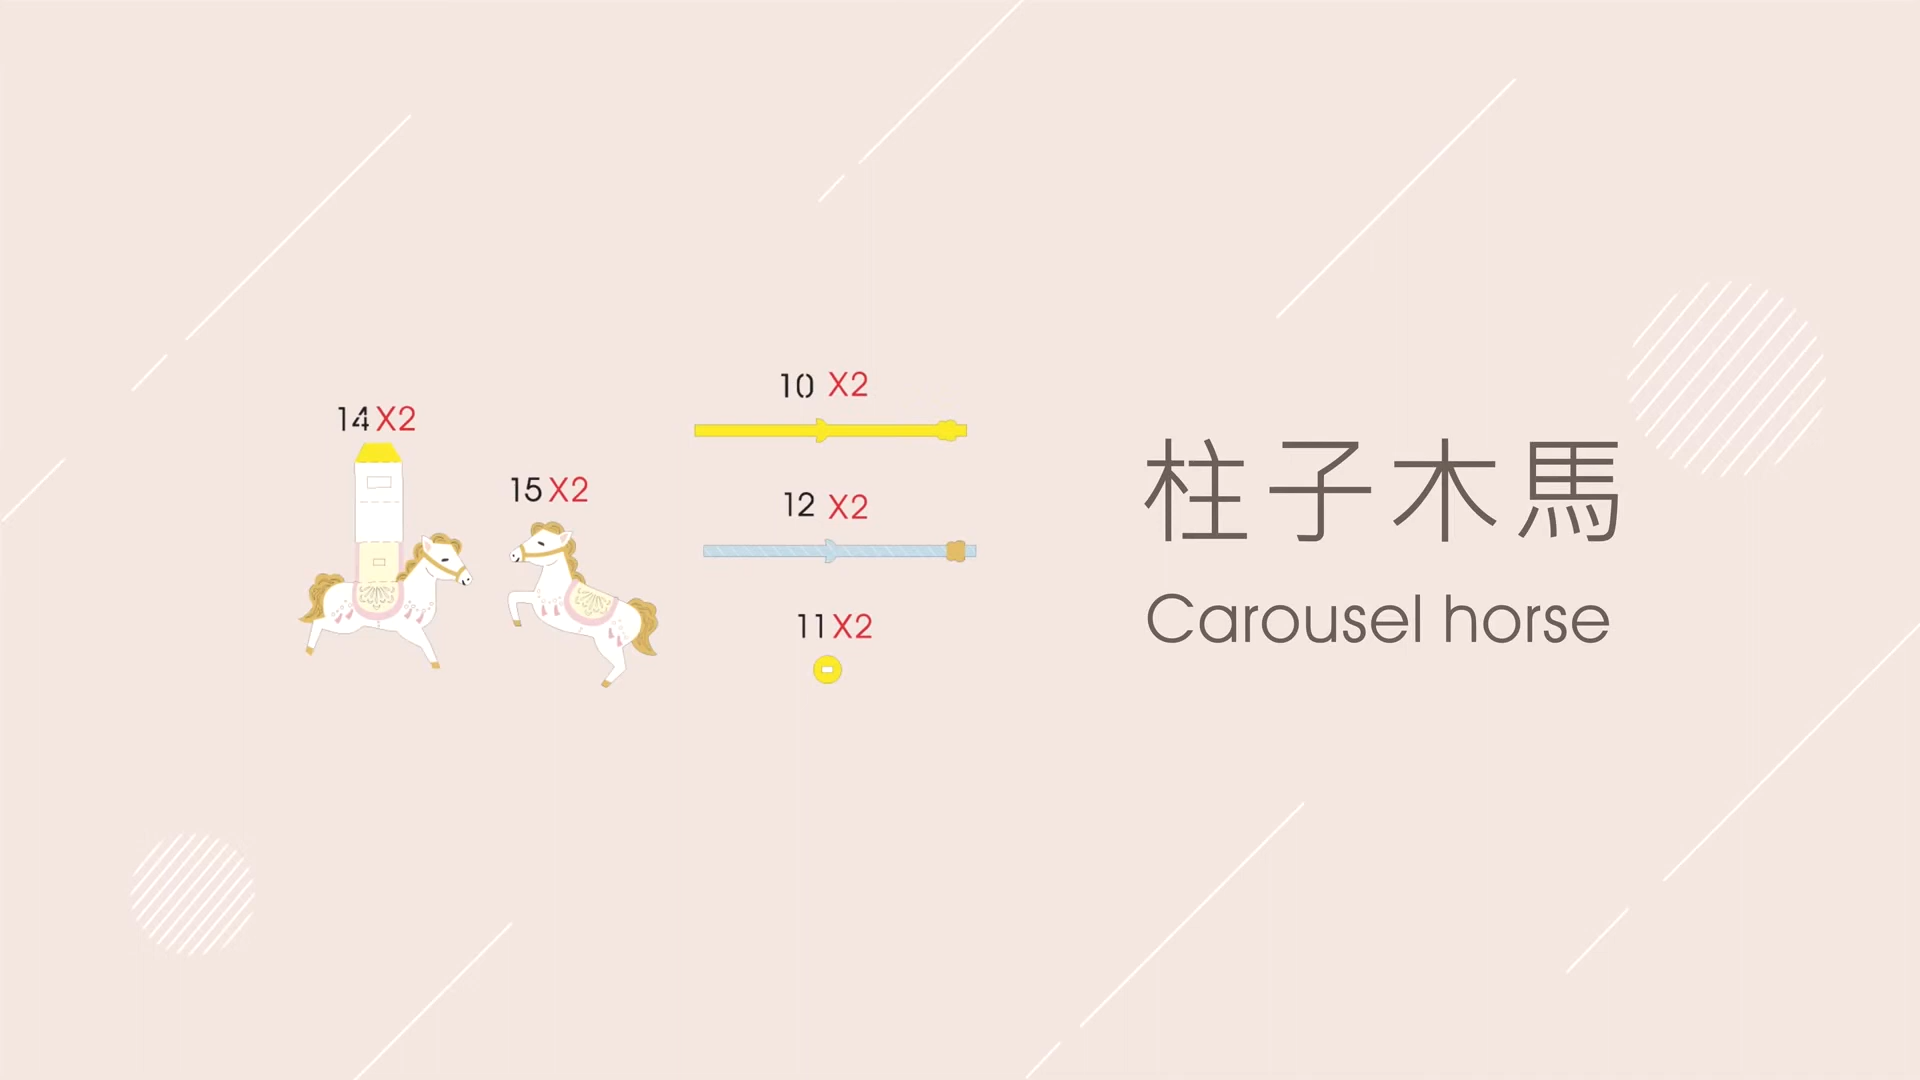 14 X2
15 X2
10 X2
12 X2
11 X2
柱子木馬
Carousel horse